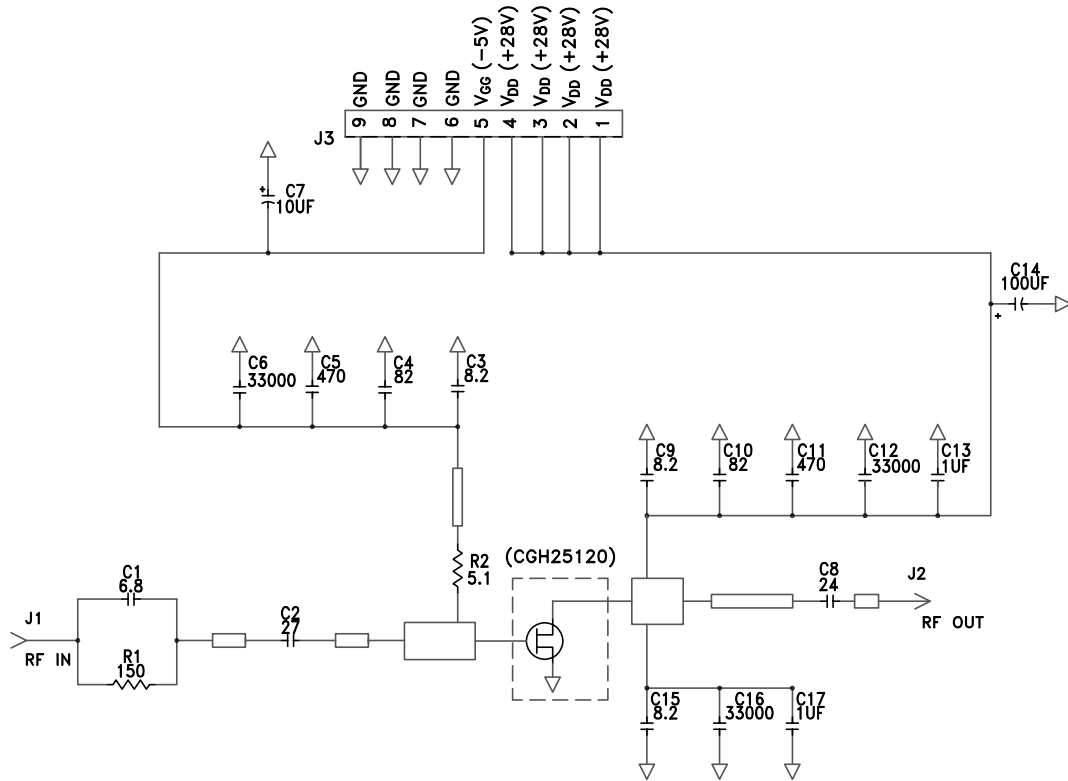 GND
GND
GND
GND
VGG (-5V)
VDD (+28V)
VDD (+28V)
VDD (+28V)
VDD (+28V)
J3
9
8
7
6
5
4
3
2
1
+
C7
10UF
C14
100UF
+
C6
33000
C5
470
C4
82
C3
8.2
C9
8.2
C10
82
C11
470
C12
33000
C13
1UF
R2
5.1
(CGH25120)
C1
6.8
J1
RF IN
R1
150
C2
27
C8
24
J2
RF OUT
C15
8.2
C16
33000
C17
1UF